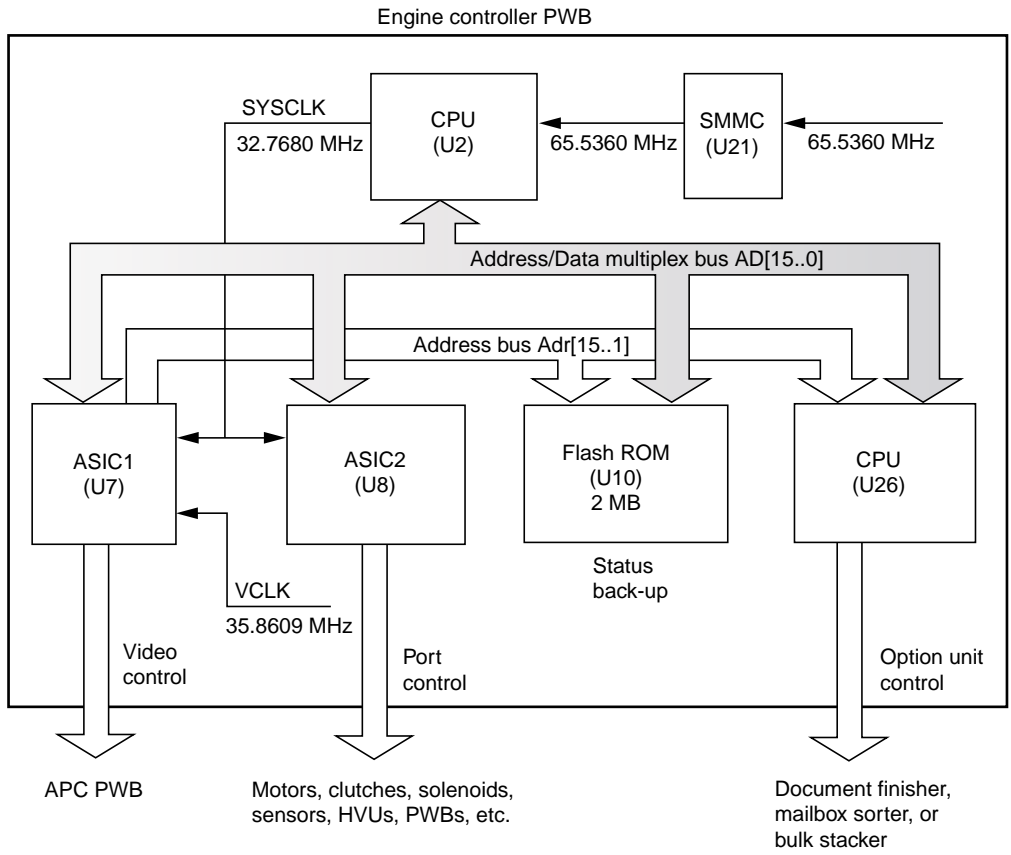 Engine controller PWB
SYSCLK
32.7680 MHz
CPU
(U2)
65.5360 MHz
SMMC
(U21)
65.5360 MHz
Address/Data multiplex bus AD[15..0]
Address bus Adr[15..1]
ASIC1
(U7)
ASIC2
(U8)
Flash ROM
(U10)
2 MB
CPU
(U26)
Status
back-up
VCLK
35.8609 MHz
Video
control
Port
control
Option unit
control
APC PWB
Motors, clutches, solenoids,
sensors, HVUs, PWBs, etc.
Document finisher,
mailbox sorter, or
bulk stacker